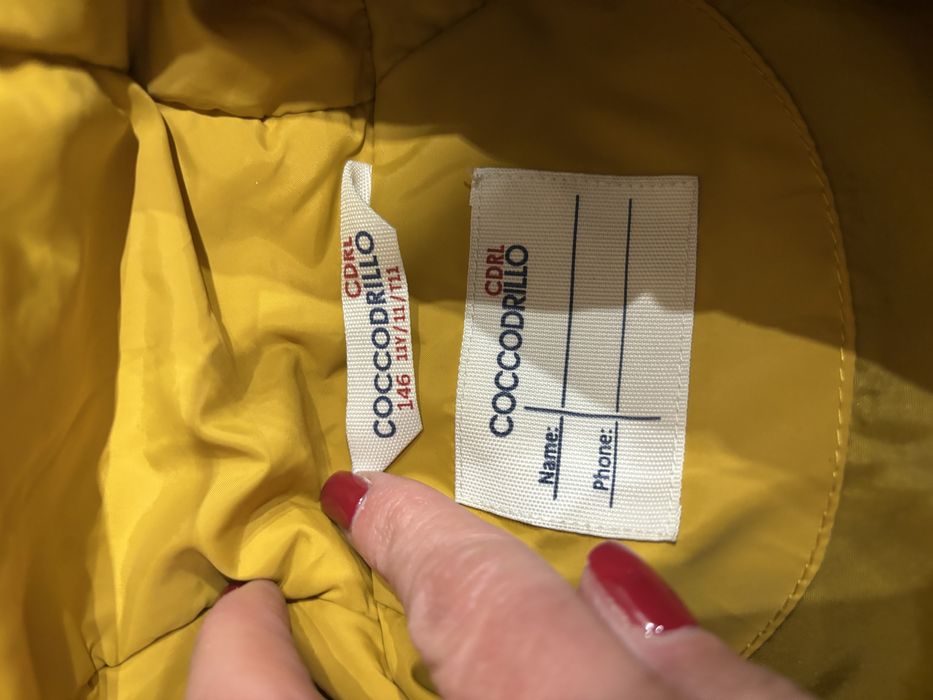 COCCODRILLO
CDRL
146 11Y/11/T11
COCCODRILLO
CDRL
Name:
Phone: